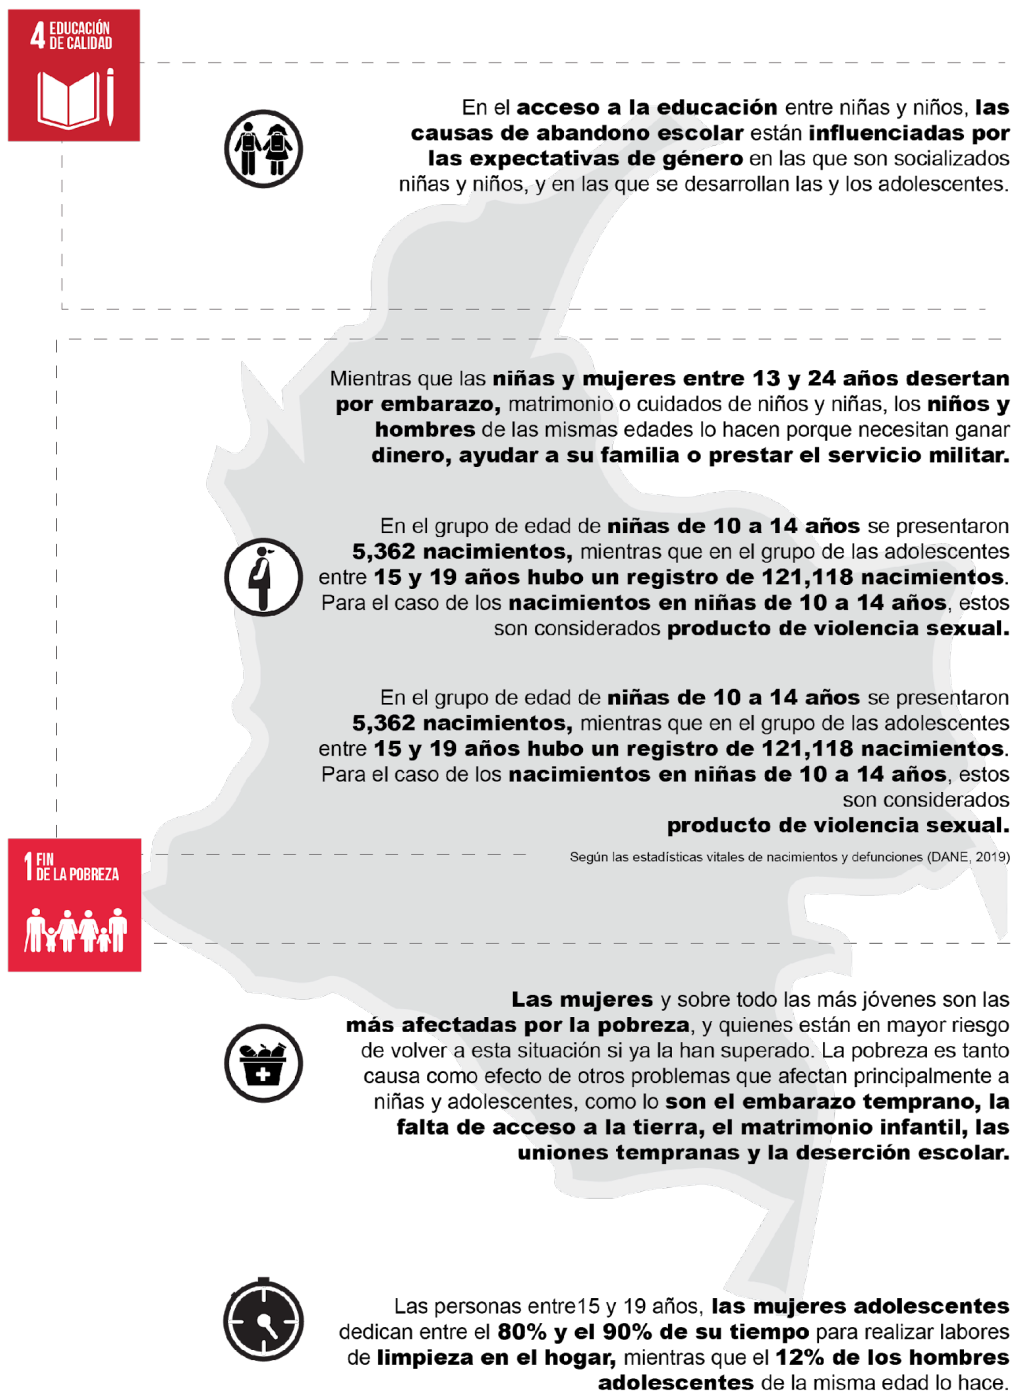 4 EDUCACIÓN
DE CALIDAD
En el acceso a la educación entre niñas y niños, las
causas de abandono escolar están influenciadas por
las expectativas de género en las que son socializados
niñas y niños, y en las que se desarrollan las y los adolescentes.
Mientras que las niñas y mujeres entre 13 y 24 años desertan
por embarazo, matrimonio o cuidados de niños y niñas, los niños y
hombres de las mismas edades lo hacen porque necesitan ganar
dinero, ayudar a su familia o prestar el servicio militar.
En el grupo de edad de niñas de 10 a 14 años se presentaron
5,362 nacimientos, mientras que en el grupo de las adolescentes
entre 15 y 19 años hubo un registro de 121,118 nacimientos.
Para el caso de los nacimientos en niñas de 10 a 14 años, estos
son considerados producto de violencia sexual.
En el grupo de edad de niñas de 10 a 14 años se presentaron
5,362 nacimientos, mientras que en el grupo de las adolescentes
entre 15 y 19 años hubo un registro de 121,118 nacimientos.
Para el caso de los nacimientos en niñas de 10 a 14 años, estos
son considerados
producto de violencia sexual.
Según las estadísticas vitales de nacimientos y defunciones (DANE, 2019)
1 FIN
DE LA POBREZA
Las mujeres y sobre todo las más jóvenes son las
más afectadas por la pobreza, y quienes están en mayor riesgo
de volver a esta situación si ya la han superado. La pobreza es tanto
causa como efecto de otros problemas que afectan principalmente a
niñas y adolescentes, como lo son el embarazo temprano, la
falta de acceso a la tierra, el matrimonio infantil, las
uniones tempranas y la deserción escolar.
Las personas entre15 y 19 años, las mujeres adolescentes
dedican entre el 80% y el 90% de su tiempo para realizar labores
de limpieza en el hogar, mientras que el 12% de los hombres
adolescentes de la misma edad lo hace.